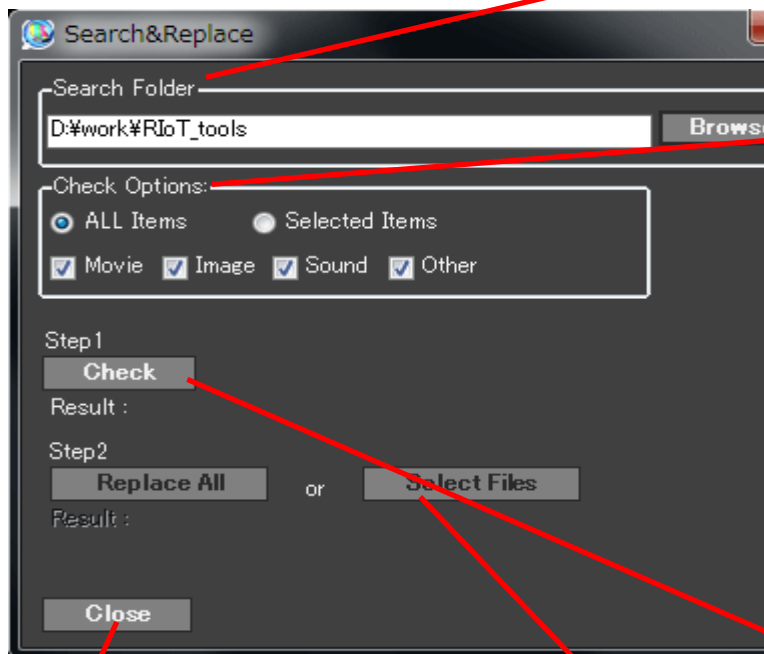 Search&Replace
Search Folder
D:¥work¥RIoT_tools
Browse
Check Options:
ALL Items Selected Items
Movie Image Sound Other
Step1
Check
Result :
Step2
Replace All or Select Files
Result :
Close